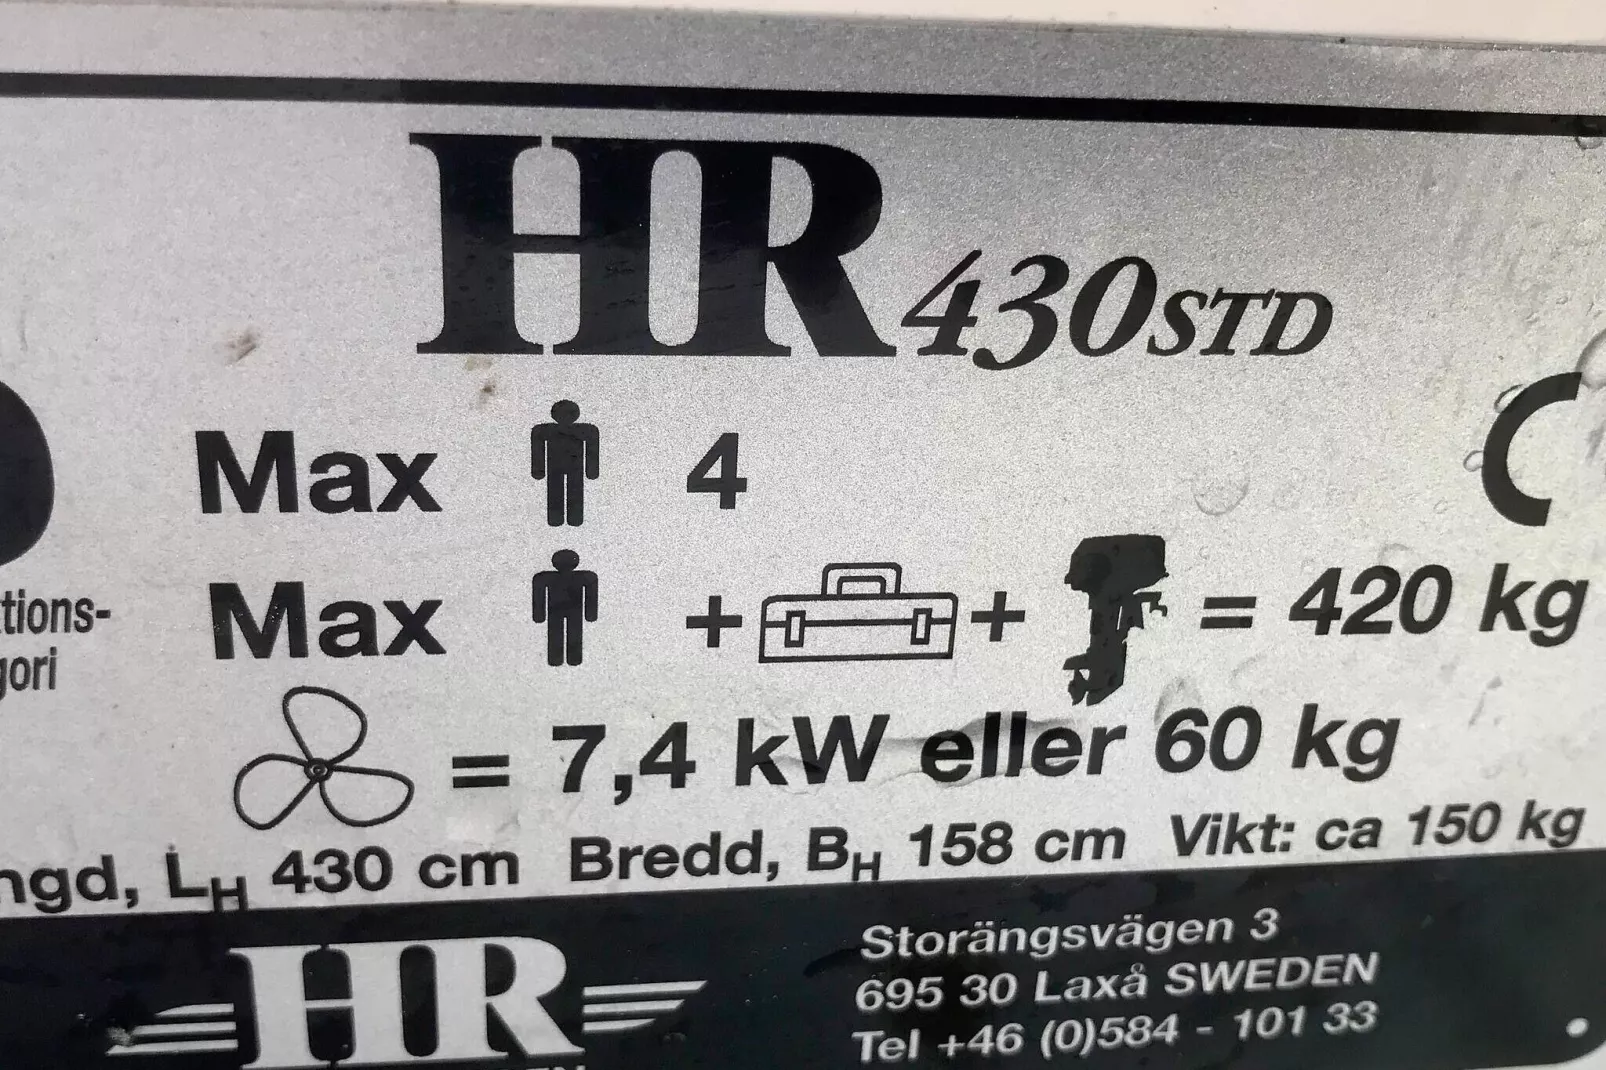 HR 430 STD
Max 4
Max + + = 420 kg
= 7,4 kW eller 60 kg
ngd, LH 430 cm Bredd, BH 158 cm Vikt: ca 150 kg
tions-
gori
HR
Storängsvägen 3
695 30 Laxå SWEDEN
Tel +46 (0)584 - 101 33